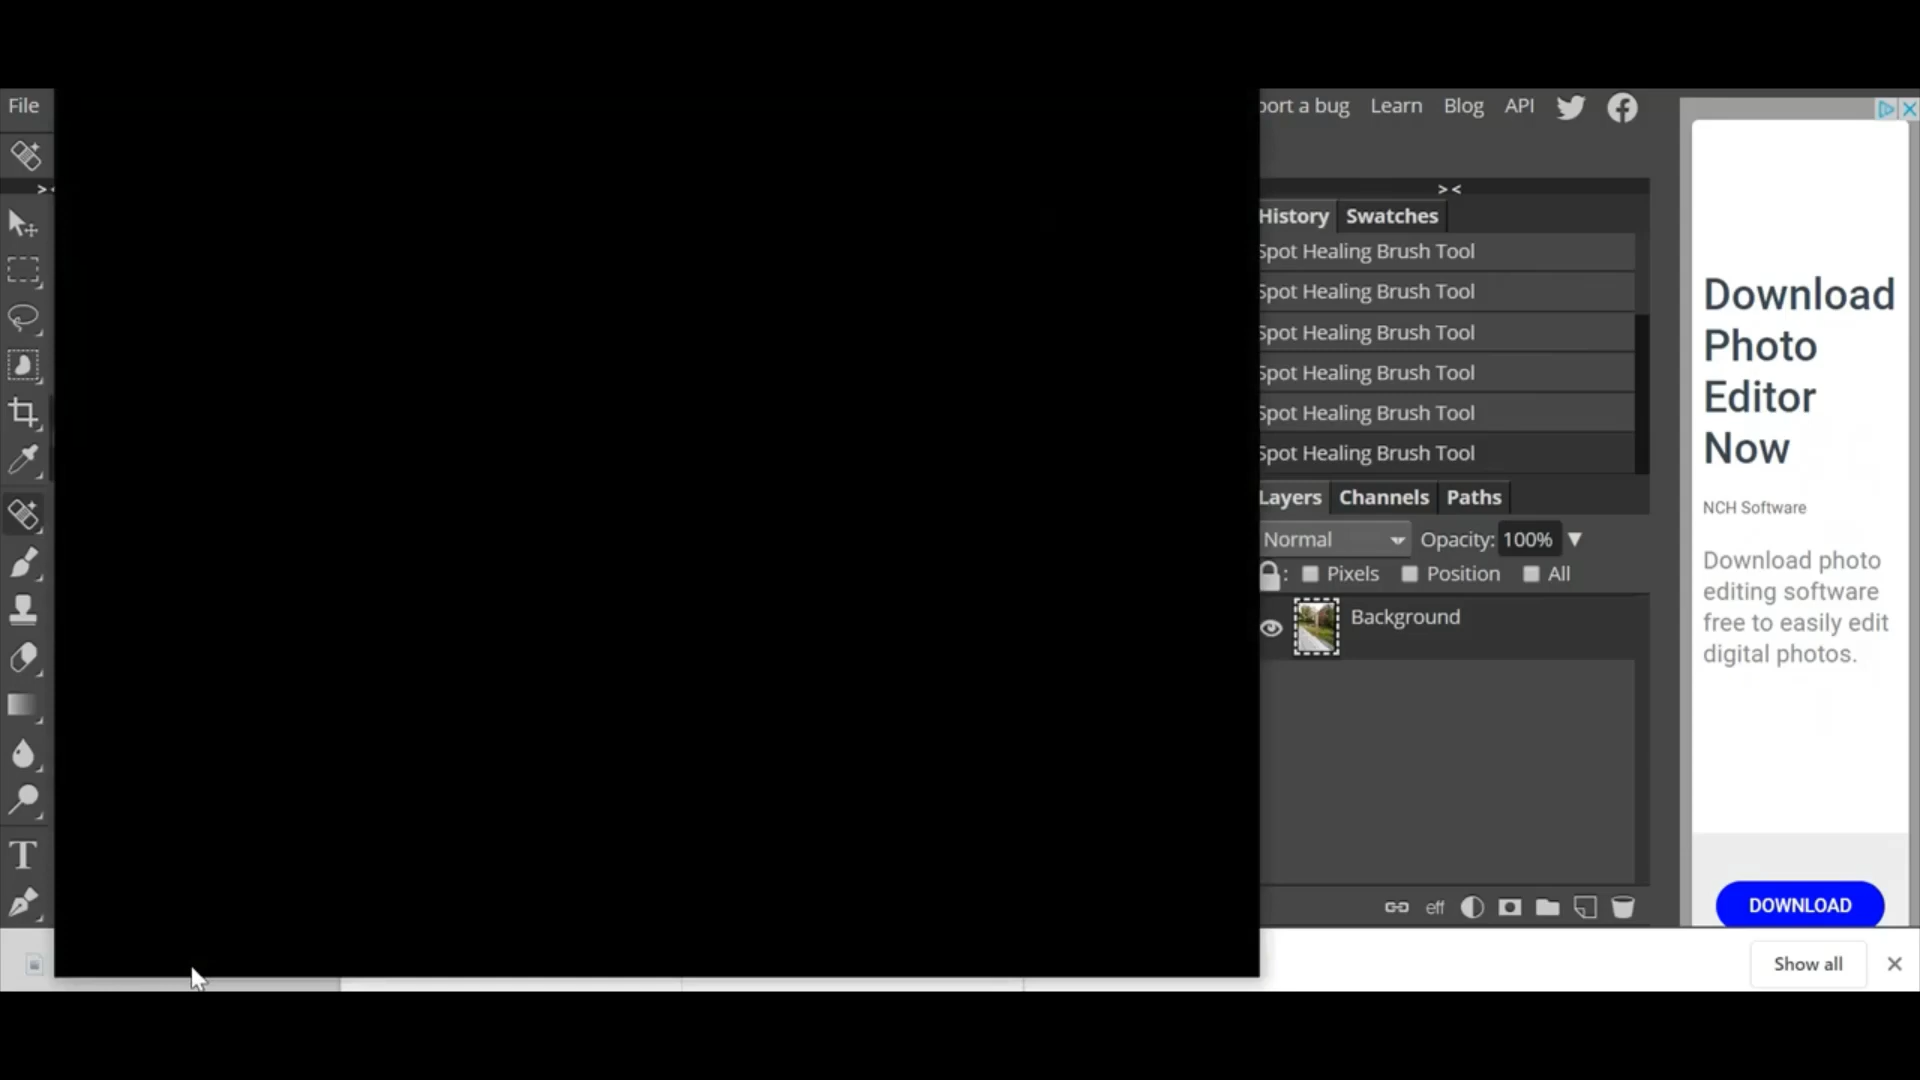 File
port a bug Learn Blog API
> <
> <
History Swatches
Spot Healing Brush Tool
Spot Healing Brush Tool
Spot Healing Brush Tool
Spot Healing Brush Tool
Spot Healing Brush Tool
Spot Healing Brush Tool
Layers Channels Paths
Normal Opacity: 100%
: Pixels Position All
Background
eff
T
Download
Photo
Editor
Now
NCH Software
Download photo
editing software
free to easily edit
digital photos.
DOWNLOAD
Show all